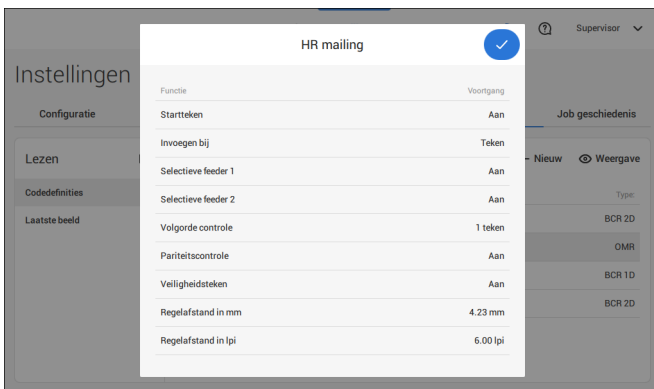 Supervisor
HR mailing
Instellingen
Functie Voortgang
Configuratie
Job geschiedenis
Startteken Aan
Invoegen bij Teken
Lezen
Nieuw Weergave
Selectieve feeder 1 Aan
Codedefinities
Type:
Selectieve feeder 2 Aan
Laatste beeld
BCR 2D
Volgorde controle 1 teken
OMR
Pariteitscontrole Aan
BCR 1D
Veiligheidsteken Aan
BCR 2D
Regelafstand in mm 4.23 mm
Regelafstand in lpi 6.00 lpi